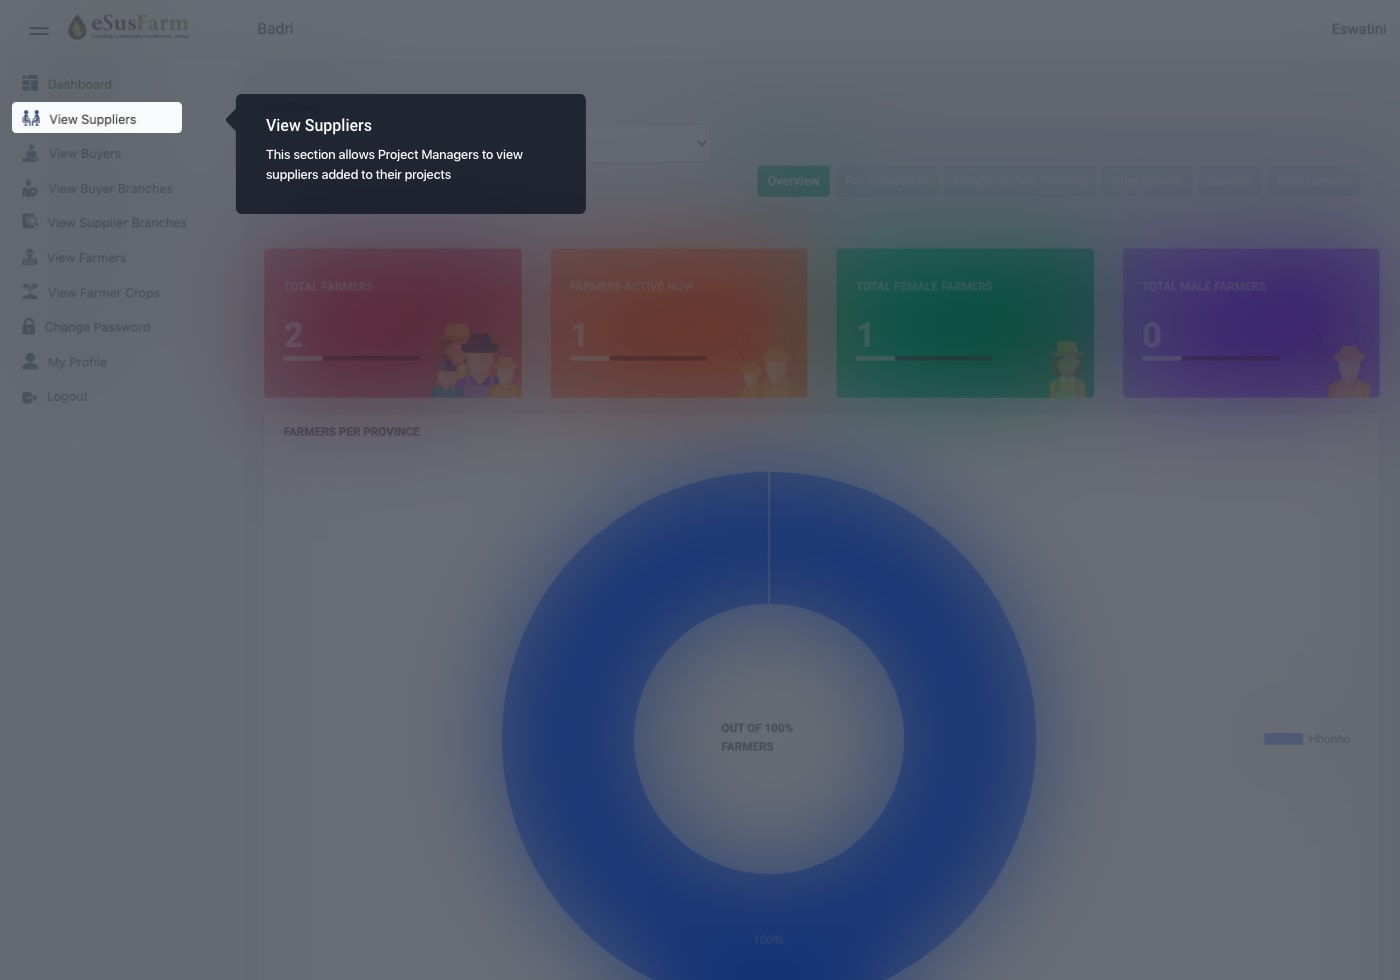 eSusFarm
Badri
Eswatini
Dashboard
View Suppliers
View Buyers
View Buyer Branches
View Supplier Branches
View Farmers
View Farmer Crops
Change Password
My Profile
Logout
View Suppliers
This section allows Project Managers to view
suppliers added to their projects
Overview
Pre Cultivation
Ploughing And Planting
Crop Growth
Harvest
Post Harvest
TOTAL FARMERS
2
FARMERS ACTIVE NOW
1
TOTAL FEMALE FARMERS
1
TOTAL MALE FARMERS
0
FARMERS PER PROVINCE
OUT OF 100%
FARMERS
Hhohho
100%